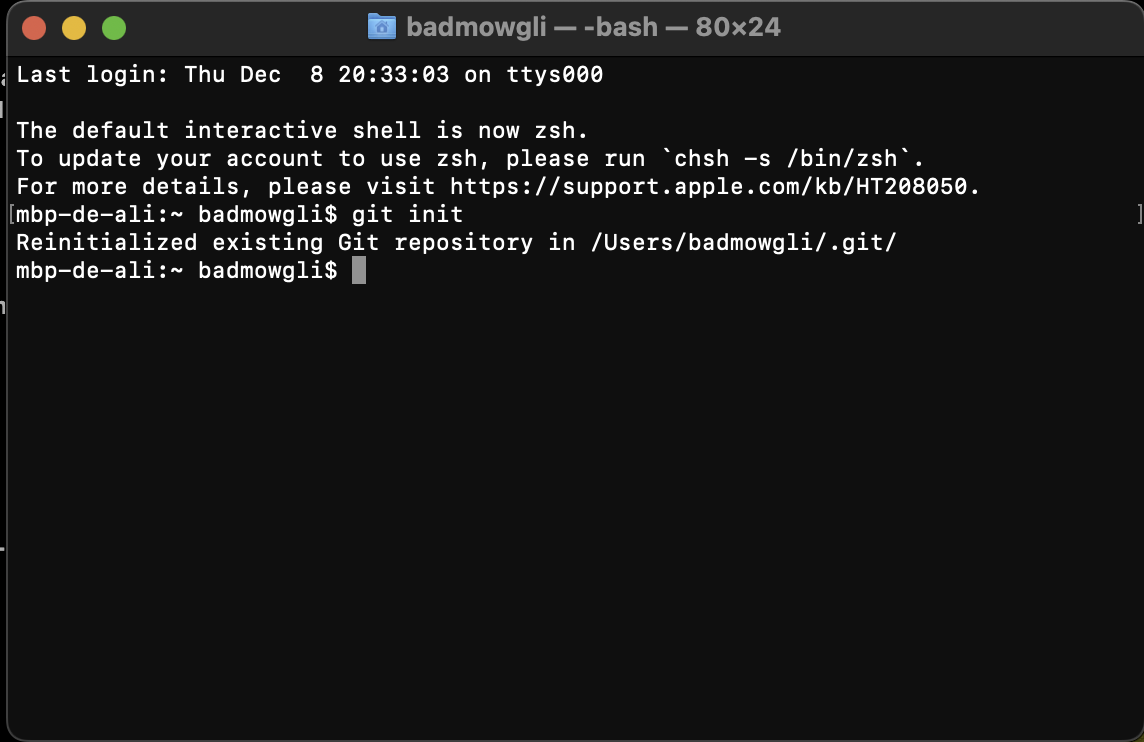 badmowgli — -bash — 80×24
Last login: Thu Dec  8 20:33:03 on ttys000
The default interactive shell is now zsh.
To update your account to use zsh, please run `chsh -s /bin/zsh`.
For more details, please visit https://support.apple.com/kb/HT208050.
[mbp-de-ali:~ badmowgli$ git init ]
Reinitialized existing Git repository in /Users/badmowgli/.git/
mbp-de-ali:~ badmowgli$